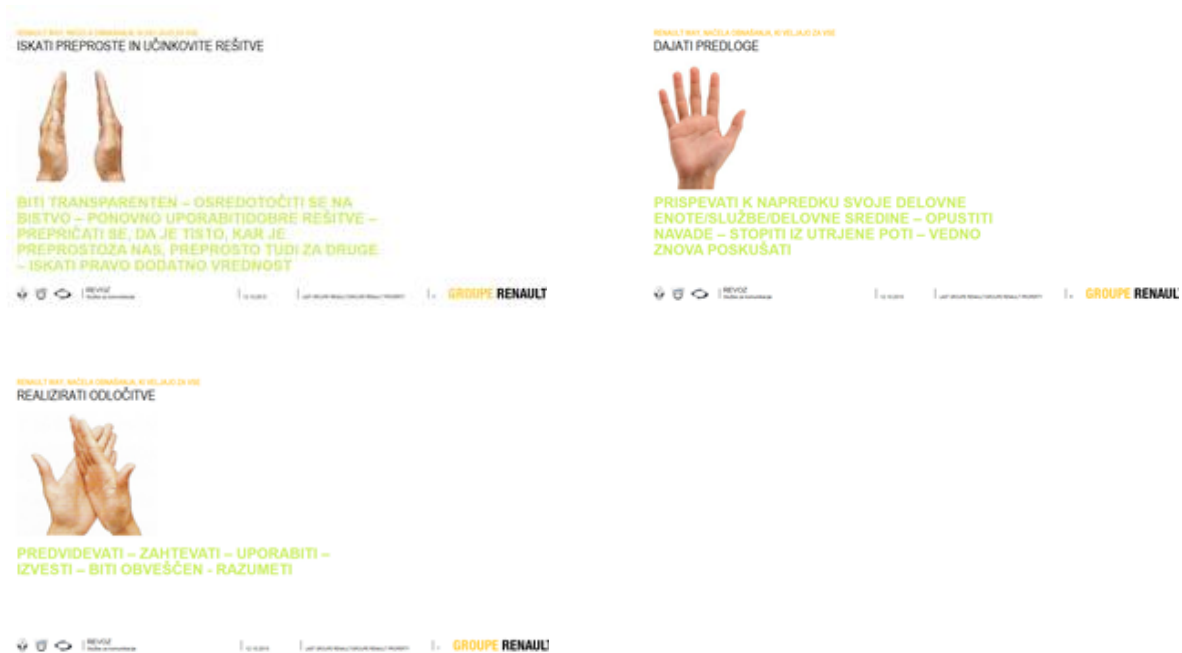 RENAULT WAY, NAČELA OBNAŠANJA, KI VELJAJO ZA VSE
ISKATI PREPROSTE IN UČINKOVITE REŠITVE
BITI TRANSPARENTEN – OSREDOTOČITI SE NA
BISTVO – PONOVNO UPORABITIDOBRE REŠITVE –
PREPRIČATI SE, DA JE TISTO, KAR JE
PREPROSTOZA NAS, PREPROSTO TUDI ZA DRUGE
– ISKATI PRAVO DODATNO VREDNOST
REVOZ
GROUPE RENAULT
RENAULT WAY, NAČELA OBNAŠANJA, KI VELJAJO ZA VSE
DAJATI PREDLOGE
PRISPEVATI K NAPREDKU SVOJE DELOVNE
ENOTE/SLUŽBE/DELOVNE SREDINE – OPUSTITI
NAVADE – STOPITI IZ UTRJENE POTI – VEDNO
ZNOVA POSKUŠATI
REVOZ
GROUPE RENAULT
RENAULT WAY, NAČELA OBNAŠANJA, KI VELJAJO ZA VSE
REALIZIRATI ODLOČITVE
PREDVIDEVATI – ZAHTEVATI – UPORABITI –
IZVESTI – BITI OBVEŠČEN - RAZUMETI
REVOZ
GROUPE RENAULT